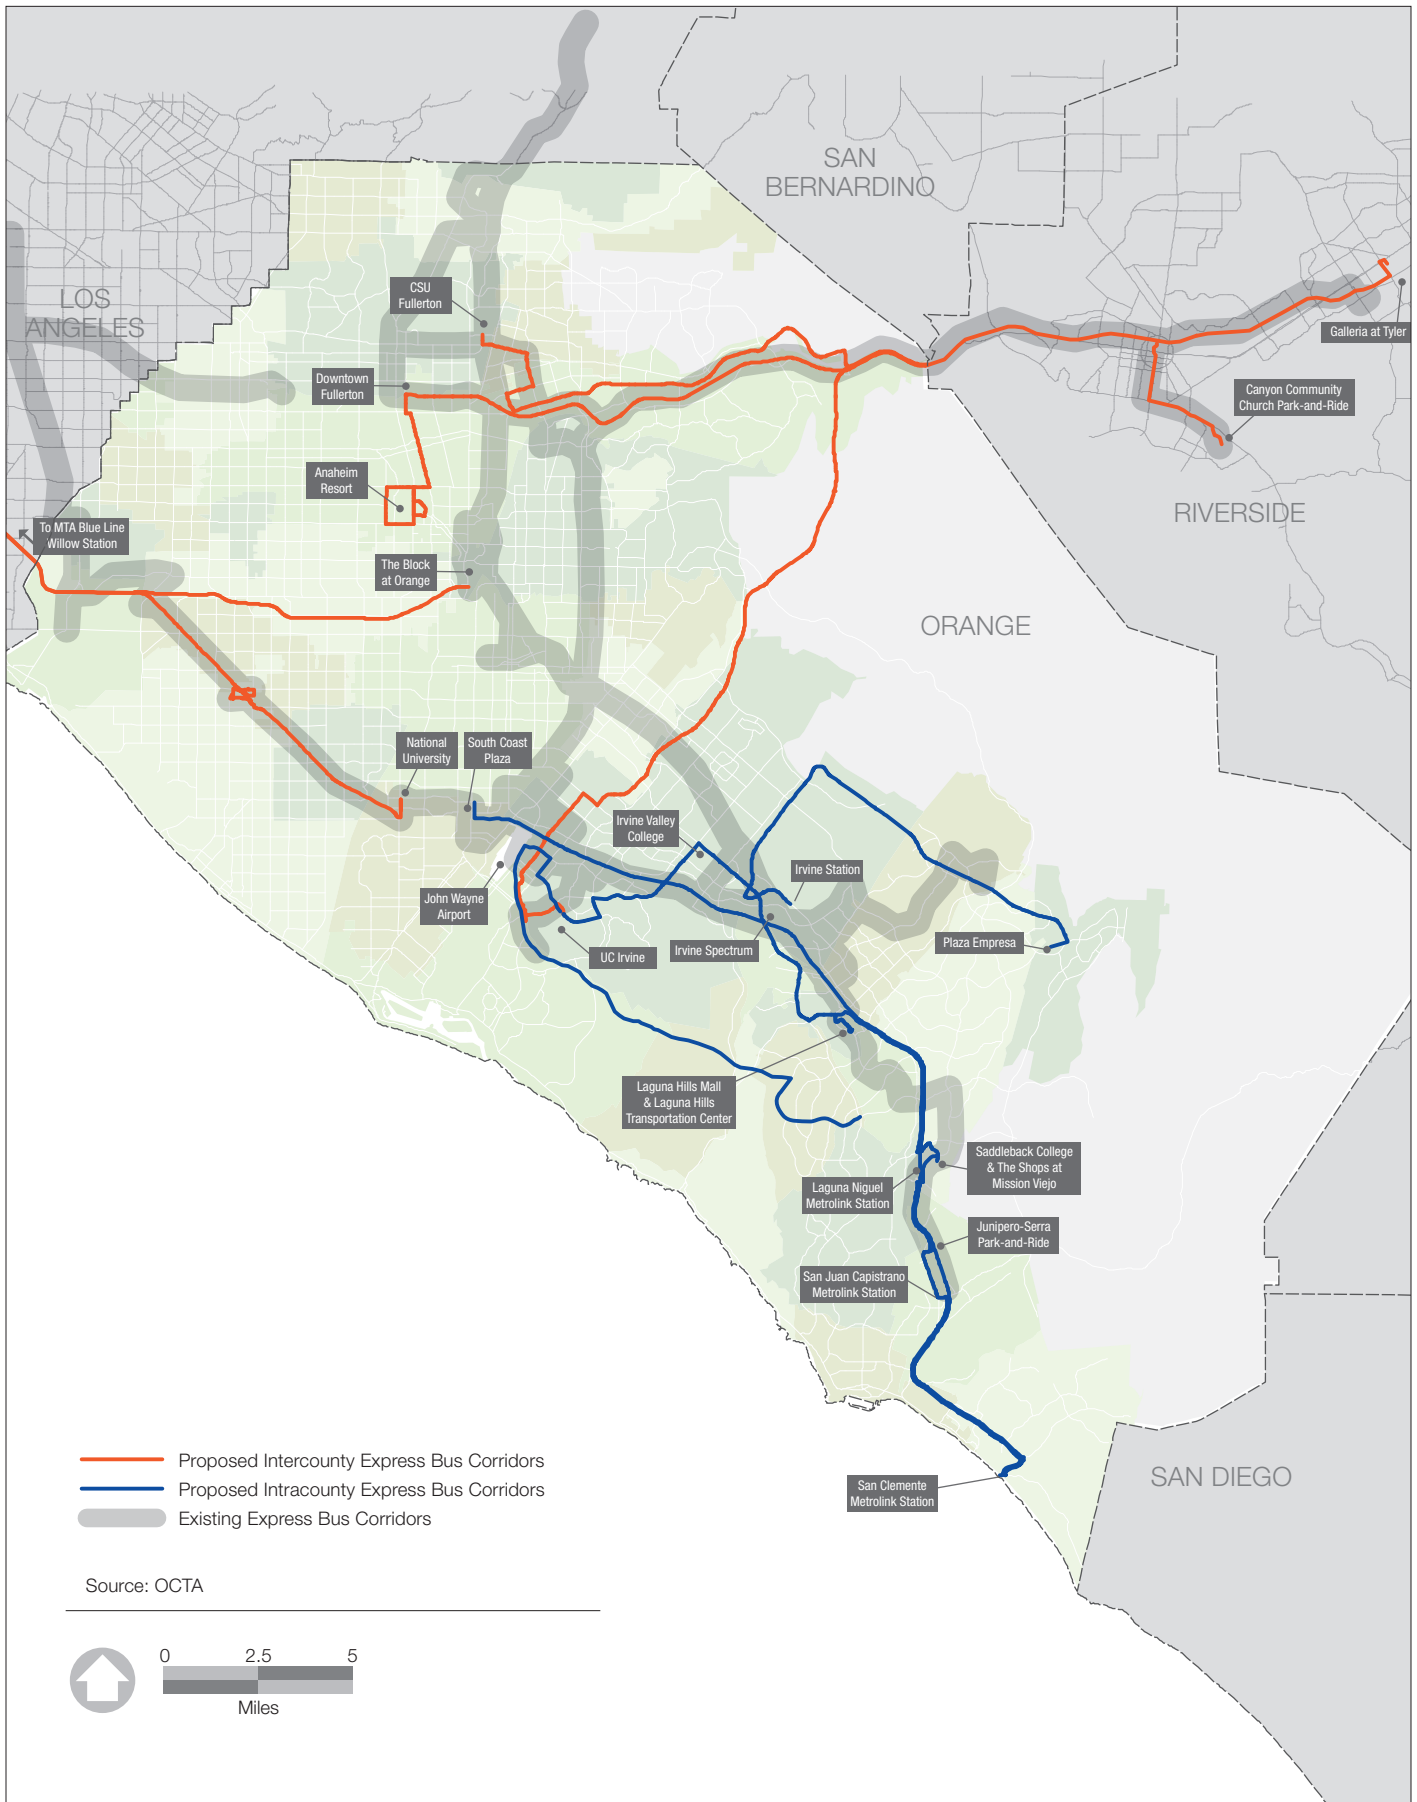 SAN
BERNARDINO
LOS
ANGELES
CSU
Fullerton
Galleria at Tyler
Downtown
Fullerton
Canyon Community
Church Park-and-Ride
Anaheim
Resort
RIVERSIDE
To MTA Blue Line
Willow Station
The Block
at Orange
ORANGE
National
University
South Coast
Plaza
Irvine Valley
College
Irvine Station
John Wayne
Airport
UC Irvine
Irvine Spectrum
Plaza Empresa
Laguna Hills Mall
& Laguna Hills
Transportation Center
Saddleback College
& The Shops at
Mission Viejo
Laguna Niguel
Metrolink Station
Junipero-Serra
Park-and-Ride
San Juan Capistrano
Metrolink Station
San Clemente
Metrolink Station
SAN DIEGO
Proposed Intercounty Express Bus Corridors
Proposed Intracounty Express Bus Corridors
Existing Express Bus Corridors
Source: OCTA
0 2.5 5
Miles